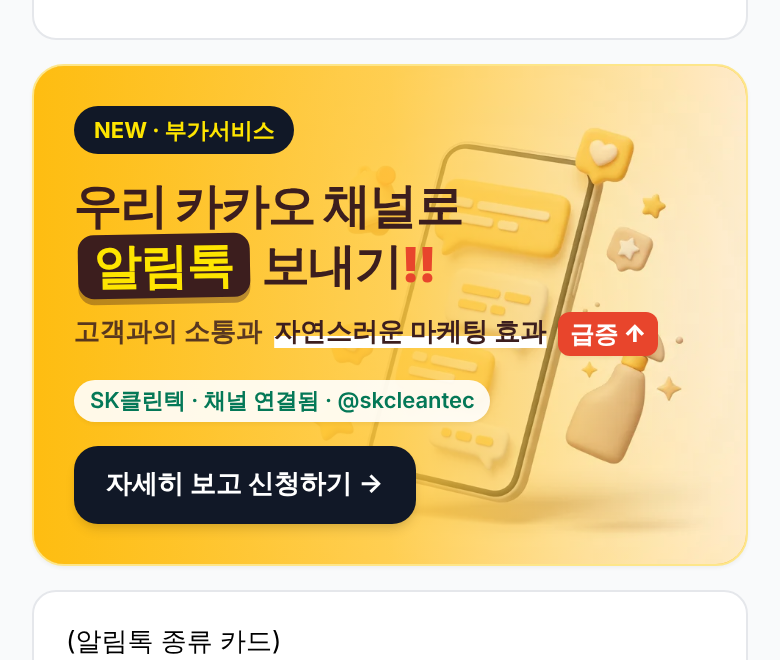 NEW · 부가서비스
우리 카카오 채널로
알림톡 보내기!!
고객과의 소통과 자연스러운 마케팅 효과 급증 ↑
SK클린텍 · 채널 연결됨 · @skcleantec
자세히 보고 신청하기 →
(알림톡 종류 카드)